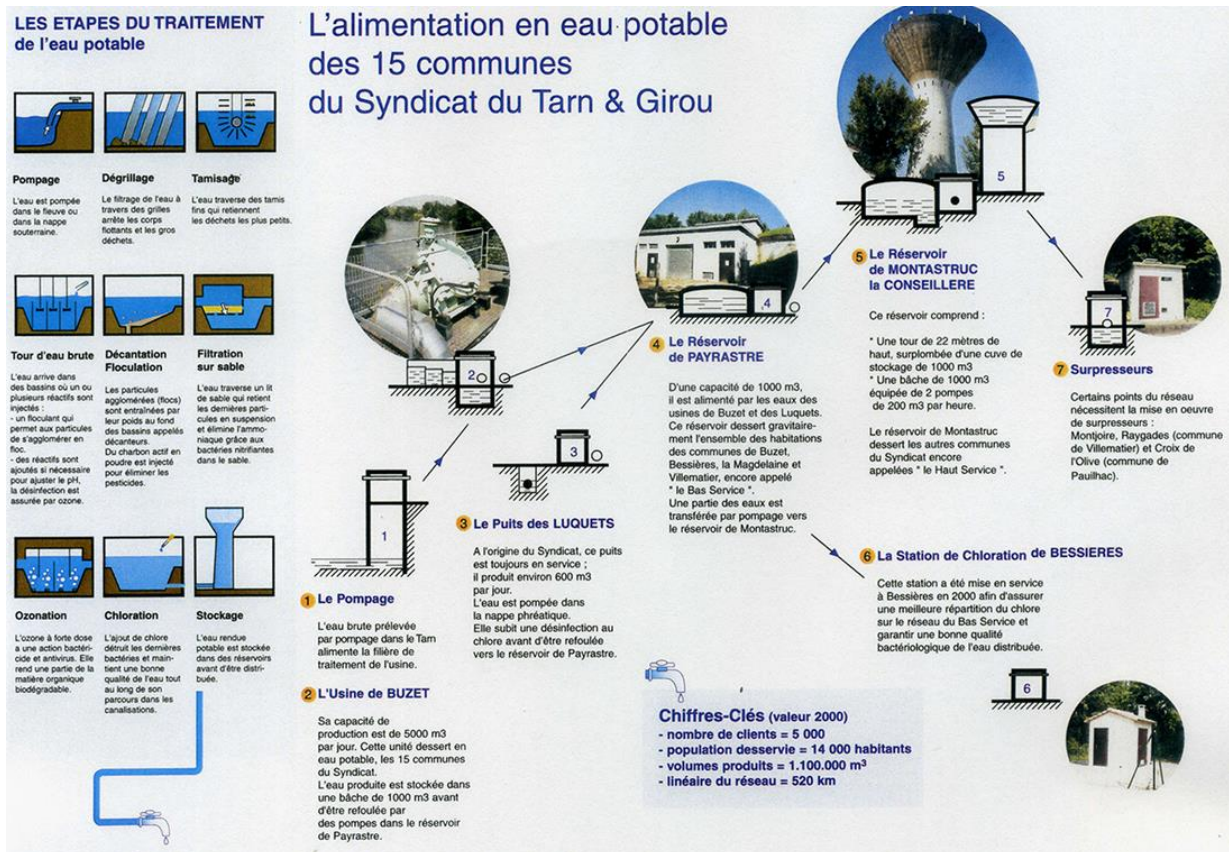 LES ETAPES DU TRAITEMENT
de l'eau potable
Pompage
L'eau est pompée
dans le fleuve ou
dans la nappe
souterraine.
Dégrillage
Le filtrage de l'eau à
travers des grilles
arrête les corps
flottants et les gros
déchets.
Tamisage
L'eau traverse des tamis
fins qui retiennent
les déchets les plus petits.
Tour d'eau brute
L'eau arrive dans
des bassins où un ou
plusieurs réactifs sont
injectés :
- un floculant qui
permet aux particules
de s'agglomérer en
floc.
- des réactifs sont
ajoutés si nécessaire
pour ajuster le pH,
la désinfection est
assurée par ozone.
Décantation
Floculation
Les particules
agglomérées (flocs)
sont entraînées par
leur poids au fond
des bassins appelés
décanteurs.
Du charbon actif en
poudre est injecté
pour éliminer les
pesticides.
Filtration
sur sable
L'eau traverse un lit
de sable qui retient
les dernières parti-
cules en suspension
et élimine l'ammo-
niaque grâce aux
bactéries nitrifiantes
dans le sable.
Ozonation
L'ozone à forte dose
a une action bactéri-
cide et antivirus. Elle
rend une partie de la
matière organique
biodégradable.
Chloration
L'ajout de chlore
détruit les dernières
bactéries et main-
tient une bonne
qualité de l'eau tout
au long de son
parcours dans les
canalisations.
Stockage
L'eau rendue
potable est stockée
dans des réservoirs
avant d'être distri-
buée.
L'alimentation en eau potable
des 15 communes
du Syndicat du Tarn & Girou
1
2
3
4
5
6
7
1 Le Pompage
L'eau brute prélevée
par pompage dans le Tarn
alimente la filière de
traitement de l'usine.
2 L'Usine de BUZET
Sa capacité de
production est de 5000 m3
par jour. Cette unité dessert en
eau potable, les 15 communes
du Syndicat.
L'eau produite est stockée dans
une bâche de 1000 m3 avant
d'être refoulée par
des pompes dans le réservoir
de Payrastre.
3 Le Puits des LUQUETS
A l'origine du Syndicat, ce puits
est toujours en service ;
il produit environ 600 m3
par jour.
L'eau est pompée dans
la nappe phréatique.
Elle subit une désinfection au
chlore avant d'être refoulée
vers le réservoir de Payrastre.
4 Le Réservoir
de PAYRASTRE
D'une capacité de 1000 m3,
il est alimenté par les eaux des
usines de Buzet et des Luquets.
Ce réservoir dessert gravitaire-
ment l'ensemble des habitations
des communes de Buzet,
Bessières, la Magdelaine et
Villematier, encore appelé
" le Bas Service ".
Une partie des eaux est
transférée par pompage vers
le réservoir de Montastruc.
5 Le Réservoir
de MONTASTRUC
la CONSEILLERE
Ce réservoir comprend :
* Une tour de 22 mètres de
haut, surplombée d'une cuve de
stockage de 1000 m3
* Une bâche de 1000 m3
équipée de 2 pompes
de 200 m3 par heure.
Le réservoir de Montastruc
dessert les autres communes
du Syndicat encore
appelées " le Haut Service ".
6 La Station de Chloration de BESSIERES
Cette station a été mise en service
à Bessières en 2000 afin d'assurer
une meilleure répartition du chlore
sur le réseau du Bas Service et
garantir une bonne qualité
bactériologique de l'eau distribuée.
7 Surpresseurs
Certains points du réseau
nécessitent la mise en oeuvre
de surpresseurs :
Montjoire, Raygades (commune
de Villematier) et Croix de
l'Olive (commune de
Pauilhac).
Chiffres-Clés (valeur 2000)
- nombre de clients = 5 000
- population desservie = 14 000 habitants
- volumes produits = 1.100.000 m³
- linéaire du réseau = 520 km